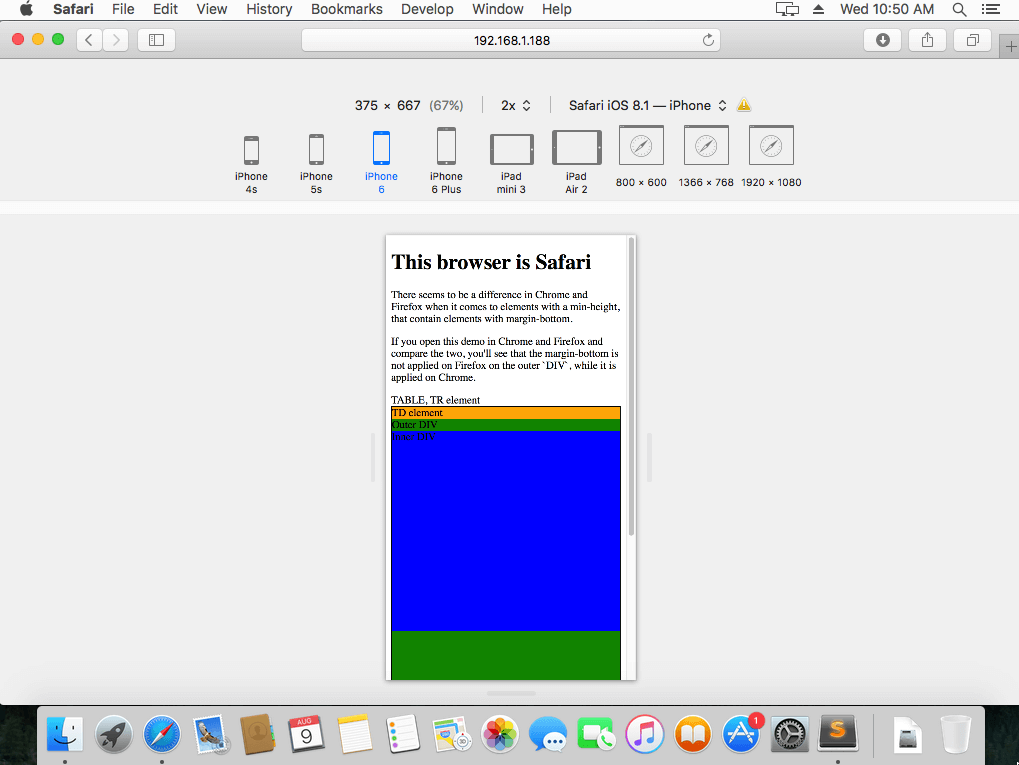 Safari File Edit View History Bookmarks Develop Window Help Wed 10:50 AM
192.168.1.188
375 × 667 (67%) 2x Safari iOS 8.1 — iPhone
iPhone 4s
iPhone 5s
iPhone 6
iPhone 6 Plus
iPad mini 3
iPad Air 2
800 × 600
1366 × 768
1920 × 1080
This browser is Safari
There seems to be a difference in Chrome and
Firefox when it comes to elements with a min-height,
that contain elements with margin-bottom.
If you open this demo in Chrome and Firefox and
compare the two, you'll see that the margin-bottom is
not applied on Firefox on the outer `DIV`, while it is
applied on Chrome.
TABLE, TR element
TD element
Outer DIV
Inner DIV
AUG
9
1